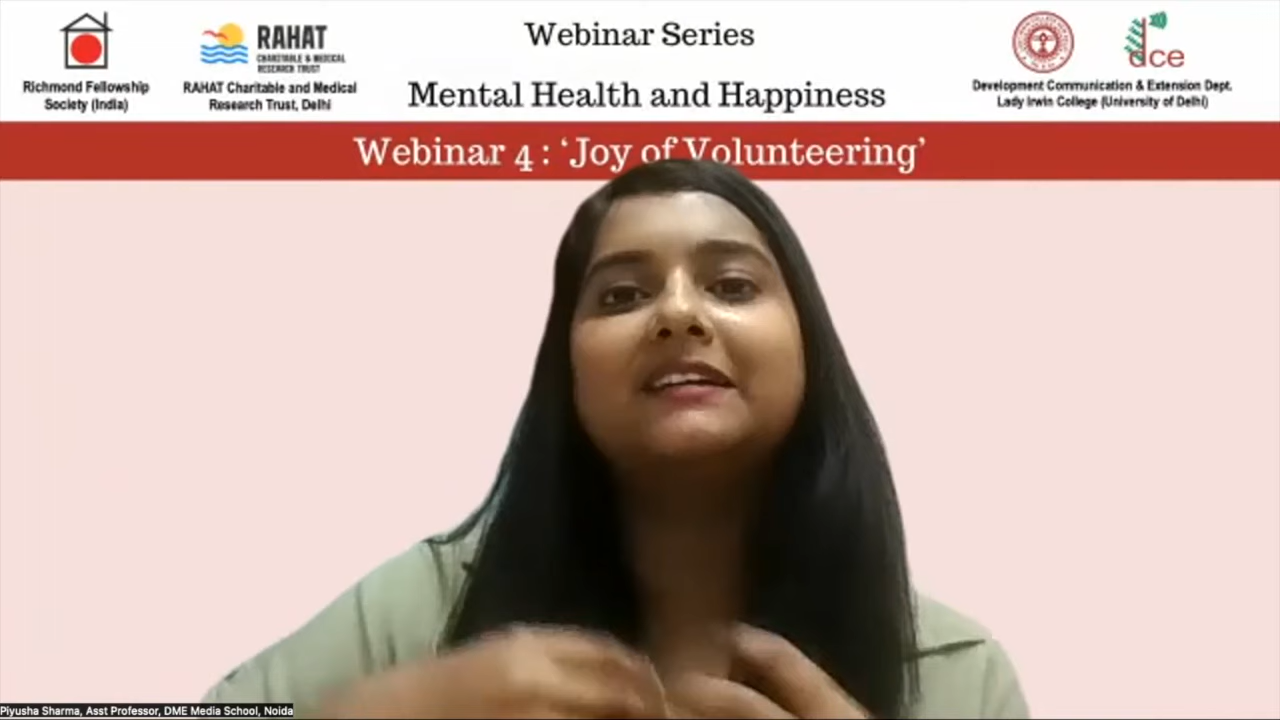 Webinar Series
Mental Health and Happiness
RAHAT
CHARITABLE & MEDICAL
RESEARCH TRUST
dce
Richmond Fellowship
Society (India)
RAHAT Charitable and Medical
Research Trust, Delhi
Development Communication & Extension Dept.
Lady Irwin College (University of Delhi)
Webinar 4 : ‘Joy of Volunteering’
Piyusha Sharma, Asst Professor, DME Media School, Noida